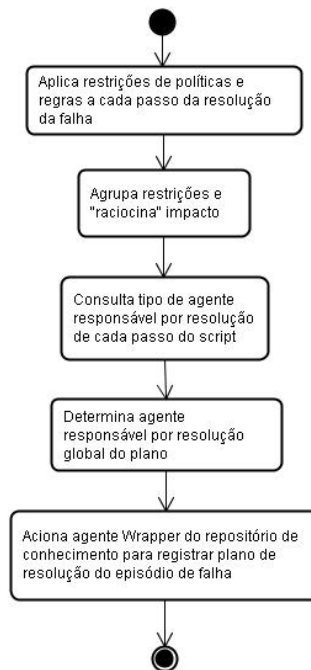 Aplica restrições de políticas e
regras a cada passo da resolução
da falha
Agrupa restrições e
"raciocina" impacto
Consulta tipo de agente
responsável por resolução
de cada passo do script
Determina agente
responsável por resolução
global do plano
Aciona agente Wrapper do repositório de
conhecimento para registrar plano de
resolução do episódio de falha